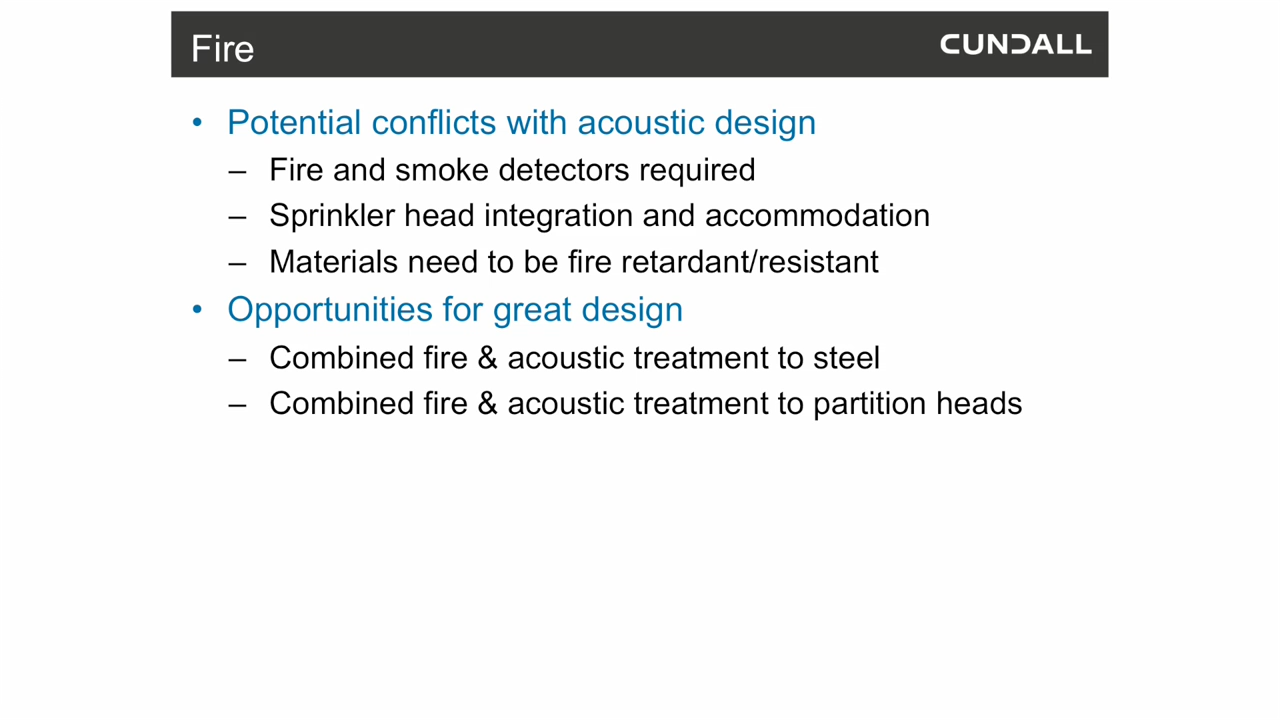 Fire
CUNDALL
• Potential conflicts with acoustic design
– Fire and smoke detectors required
– Sprinkler head integration and accommodation
– Materials need to be fire retardant/resistant
• Opportunities for great design
– Combined fire & acoustic treatment to steel
– Combined fire & acoustic treatment to partition heads